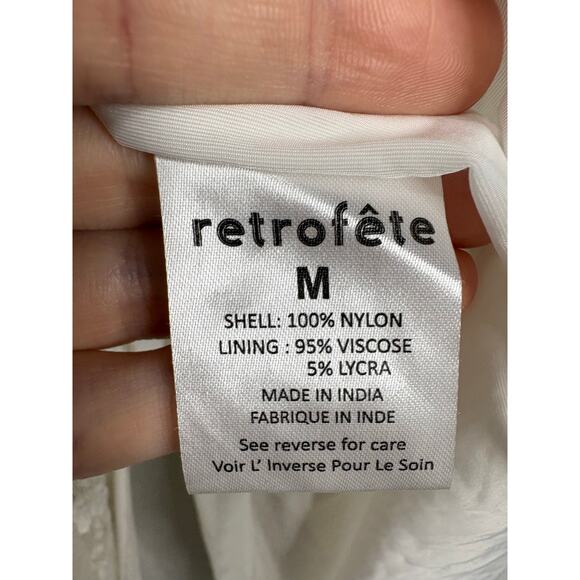 retrofête
M
SHELL: 100% NYLON
LINING : 95% VISCOSE
5% LYCRA
MADE IN INDIA
FABRIQUE IN INDE
See reverse for care
Voir L' Inverse Pour Le Soin